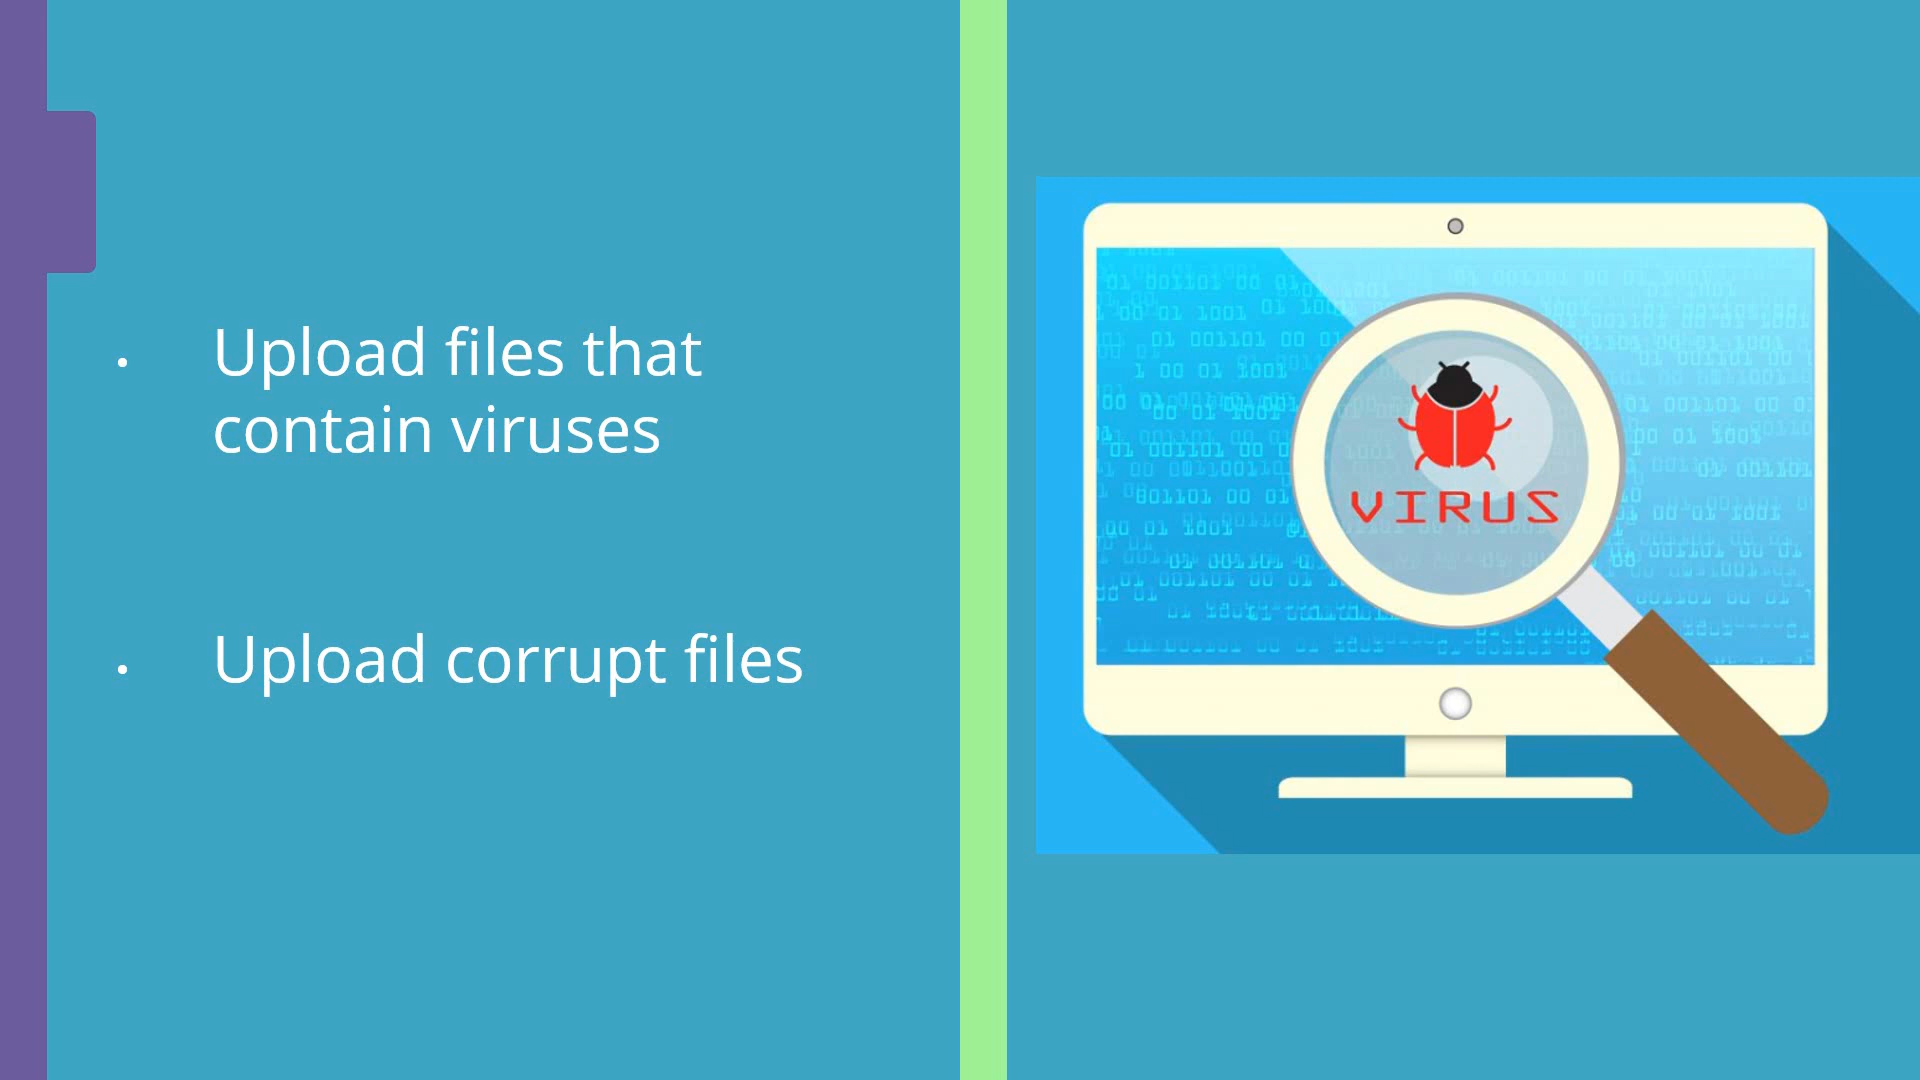 • Upload files that
contain viruses
• Upload corrupt files
VIRUS